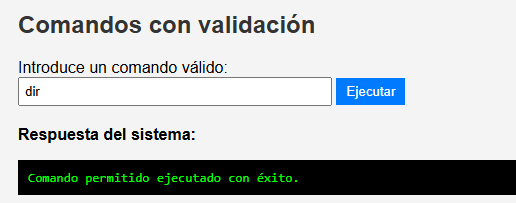 Comandos con validación
Introduce un comando válido:
dir
Ejecutar
Respuesta del sistema:
Comando permitido ejecutado con éxito.